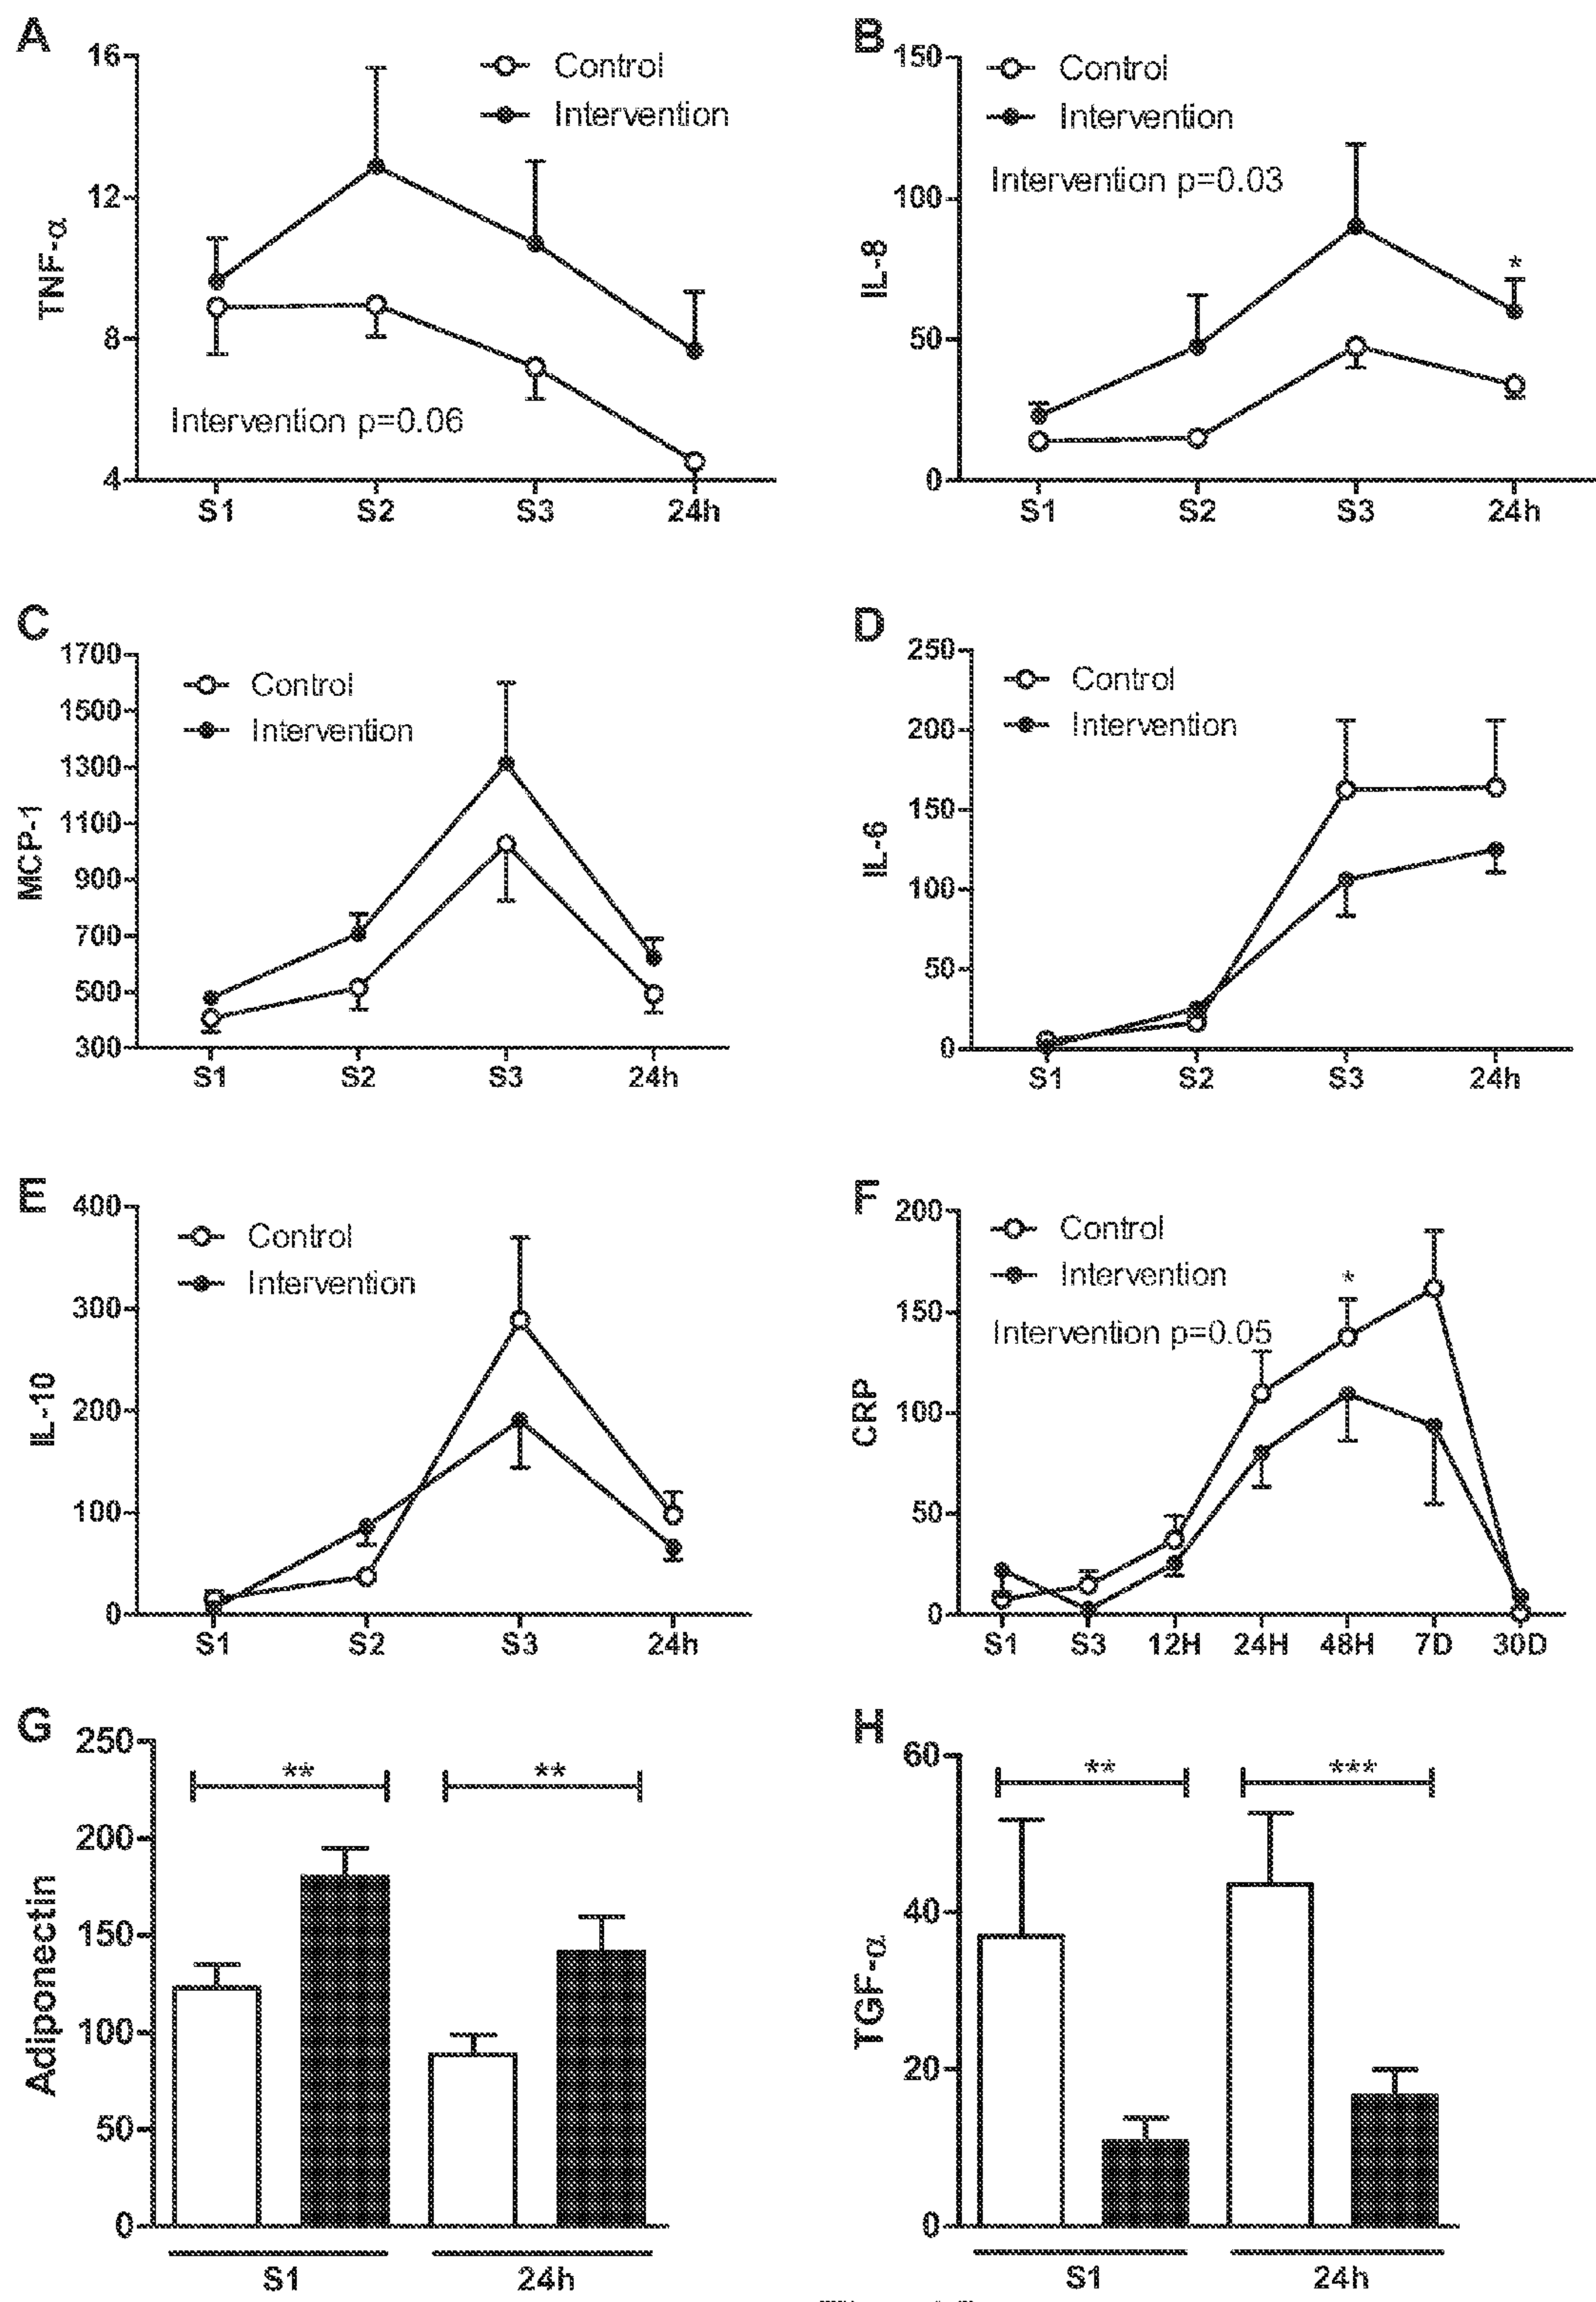 A
TNF-α
16
12
8
4
Control
Intervention
Intervention p=0.06
S1 S2 S3 24h
B
IL-8
150
100
50
0
Control
Intervention
Intervention p=0.03
*
S1 S2 S3 24h
C
MCP-1
1700
1500
1300
1100
900
700
500
300
Control
Intervention
S1 S2 S3 24h
D
IL-6
250
200
150
100
50
0
Control
Intervention
S1 S2 S3 24h
E
IL-10
400
300
200
100
0
Control
Intervention
S1 S2 S3 24h
F
CRP
200
150
100
50
0
Control
Intervention
Intervention p=0.05
*
S1 S3 12H 24H 48H 7D 30D
G
Adiponectin
250
200
150
100
50
0
** **
S1 24h
H
TGF-α
60
40
20
0
** ***
S1 24h